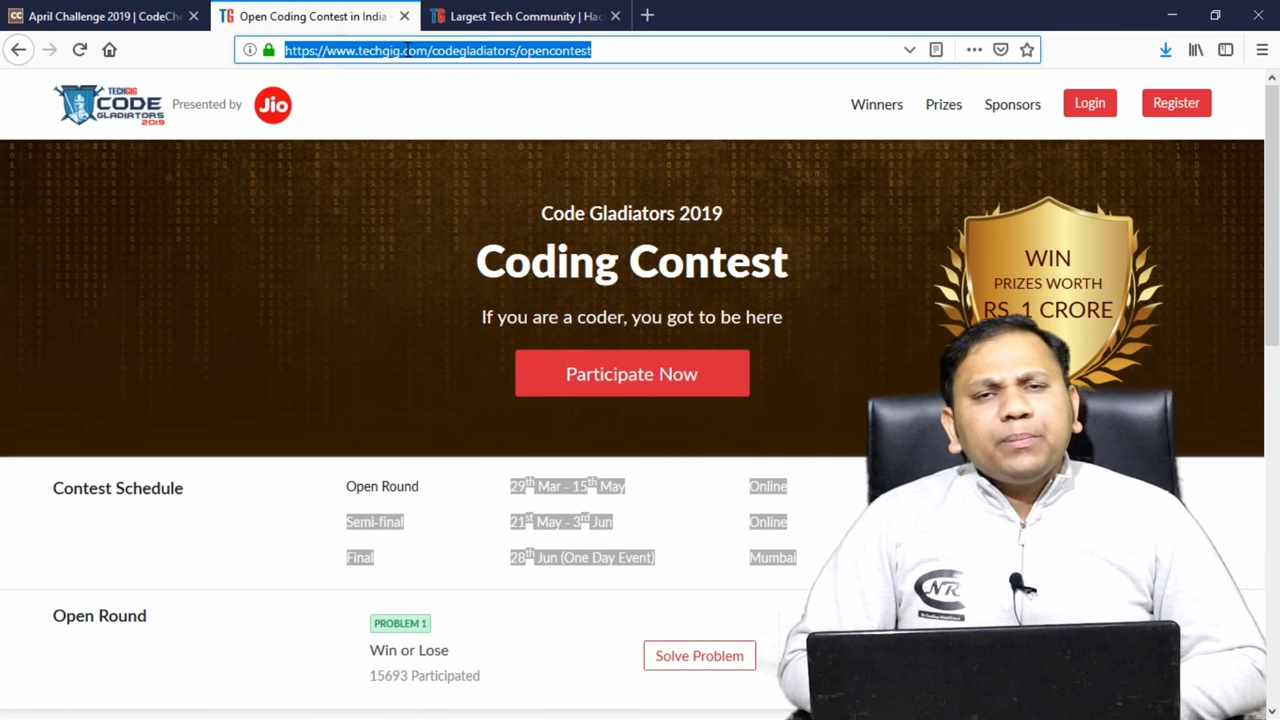 April Challenge 2019 | CodeChe
Open Coding Contest in India -
Largest Tech Community | Hac
https://www.techgig.com/codegladiators/opencontest
TECHGIG
CODE
GLADIATORS
2019
Presented by
Jio
Winners
Prizes
Sponsors
Login
Register
Code Gladiators 2019
Coding Contest
If you are a coder, you got to be here
Participate Now
WIN
PRIZES WORTH
RS. 1 CRORE
Contest Schedule
Open Round 29th Mar - 15th May Online
Semi-final 21st May - 3rd Jun Online
Final 28th Jun (One Day Event) Mumbai
Open Round
PROBLEM 1
Win or Lose
15693 Participated
Solve Problem
NR